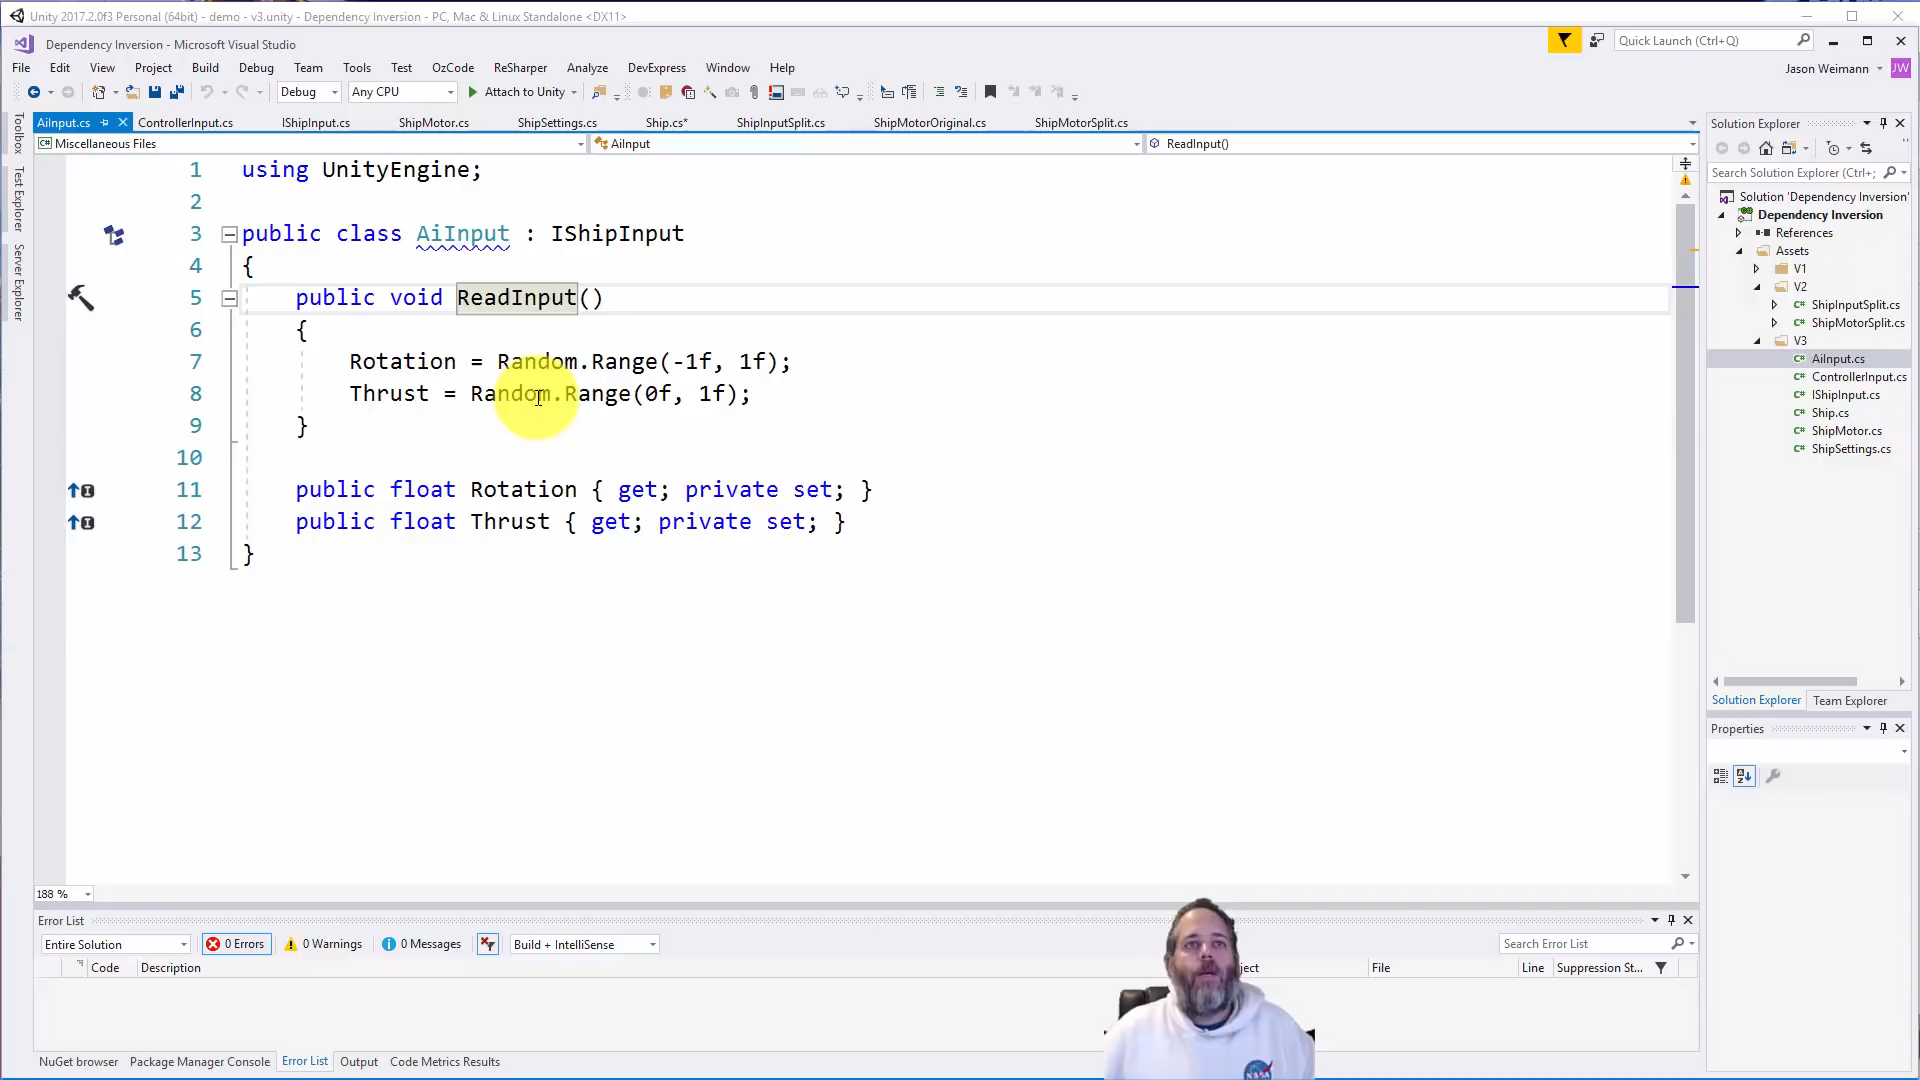 Unity 2017.2.0f3 Personal (64bit) - demo - v3.unity - Dependency Inversion - PC, Mac & Linux Standalone <DX11>
Dependency Inversion - Microsoft Visual Studio
Quick Launch (Ctrl+Q)
File Edit View Project Build Debug Team Tools Test OzCode ReSharper Analyze DevExpress Window Help
Jason Weimann JW
Debug Any CPU Attach to Unity
AiInput.cs ControllerInput.cs IShipInput.cs ShipMotor.cs ShipSettings.cs Ship.cs* ShipInputSplit.cs ShipMotorOriginal.cs ShipMotorSplit.cs
Miscellaneous Files AiInput ReadInput()
Toolbox
Test Explorer
Server Explorer
1 using UnityEngine;
2
3 public class AiInput : IShipInput
4 {
5 public void ReadInput()
6 {
7 Rotation = Random.Range(-1f, 1f);
8 Thrust = Random.Range(0f, 1f);
9 }
10
11 public float Rotation { get; private set; }
12 public float Thrust { get; private set; }
13 }
188 %
Solution Explorer
Search Solution Explorer (Ctrl+;
Solution 'Dependency Inversion'
Dependency Inversion
References
Assets
V1
V2
ShipInputSplit.cs
ShipMotorSplit.cs
V3
AiInput.cs
ControllerInput.cs
IShipInput.cs
Ship.cs
ShipMotor.cs
ShipSettings.cs
Solution Explorer Team Explorer
Properties
Error List
Entire Solution 0 Errors 0 Warnings 0 Messages Build + IntelliSense Search Error List
Code Description File Line Suppression St...
NASA
NuGet browser Package Manager Console Error List Output Code Metrics Results